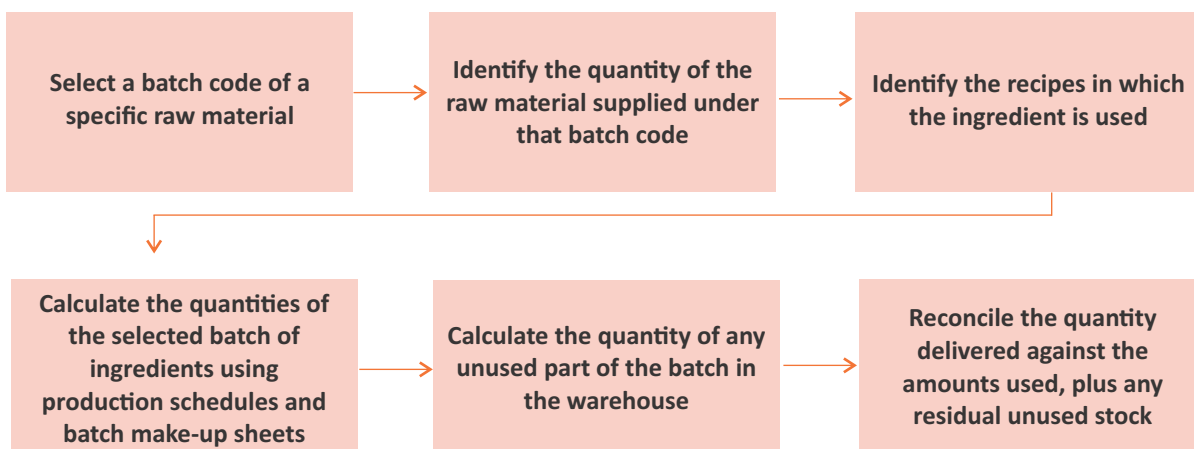 Select a batch code of a
specific raw material
Identify the quantity of the
raw material supplied under
that batch code
Identify the recipes in which
the ingredient is used
Calculate the quantities of
the selected batch of
ingredients using
production schedules and
batch make-up sheets
Calculate the quantity of any
unused part of the batch in
the warehouse
Reconcile the quantity
delivered against the
amounts used, plus any
residual unused stock